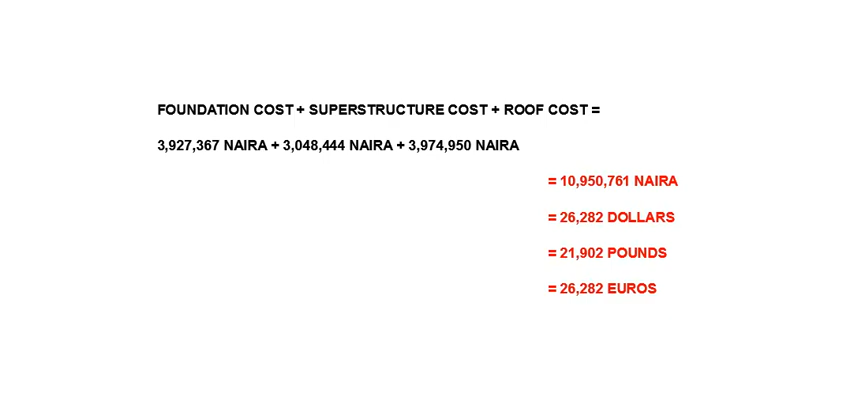 FOUNDATION COST + SUPERSTRUCTURE COST + ROOF COST =
3,927,367 NAIRA + 3,048,444 NAIRA + 3,974,950 NAIRA
= 10,950,761 NAIRA
= 26,282 DOLLARS
= 21,902 POUNDS
= 26,282 EUROS